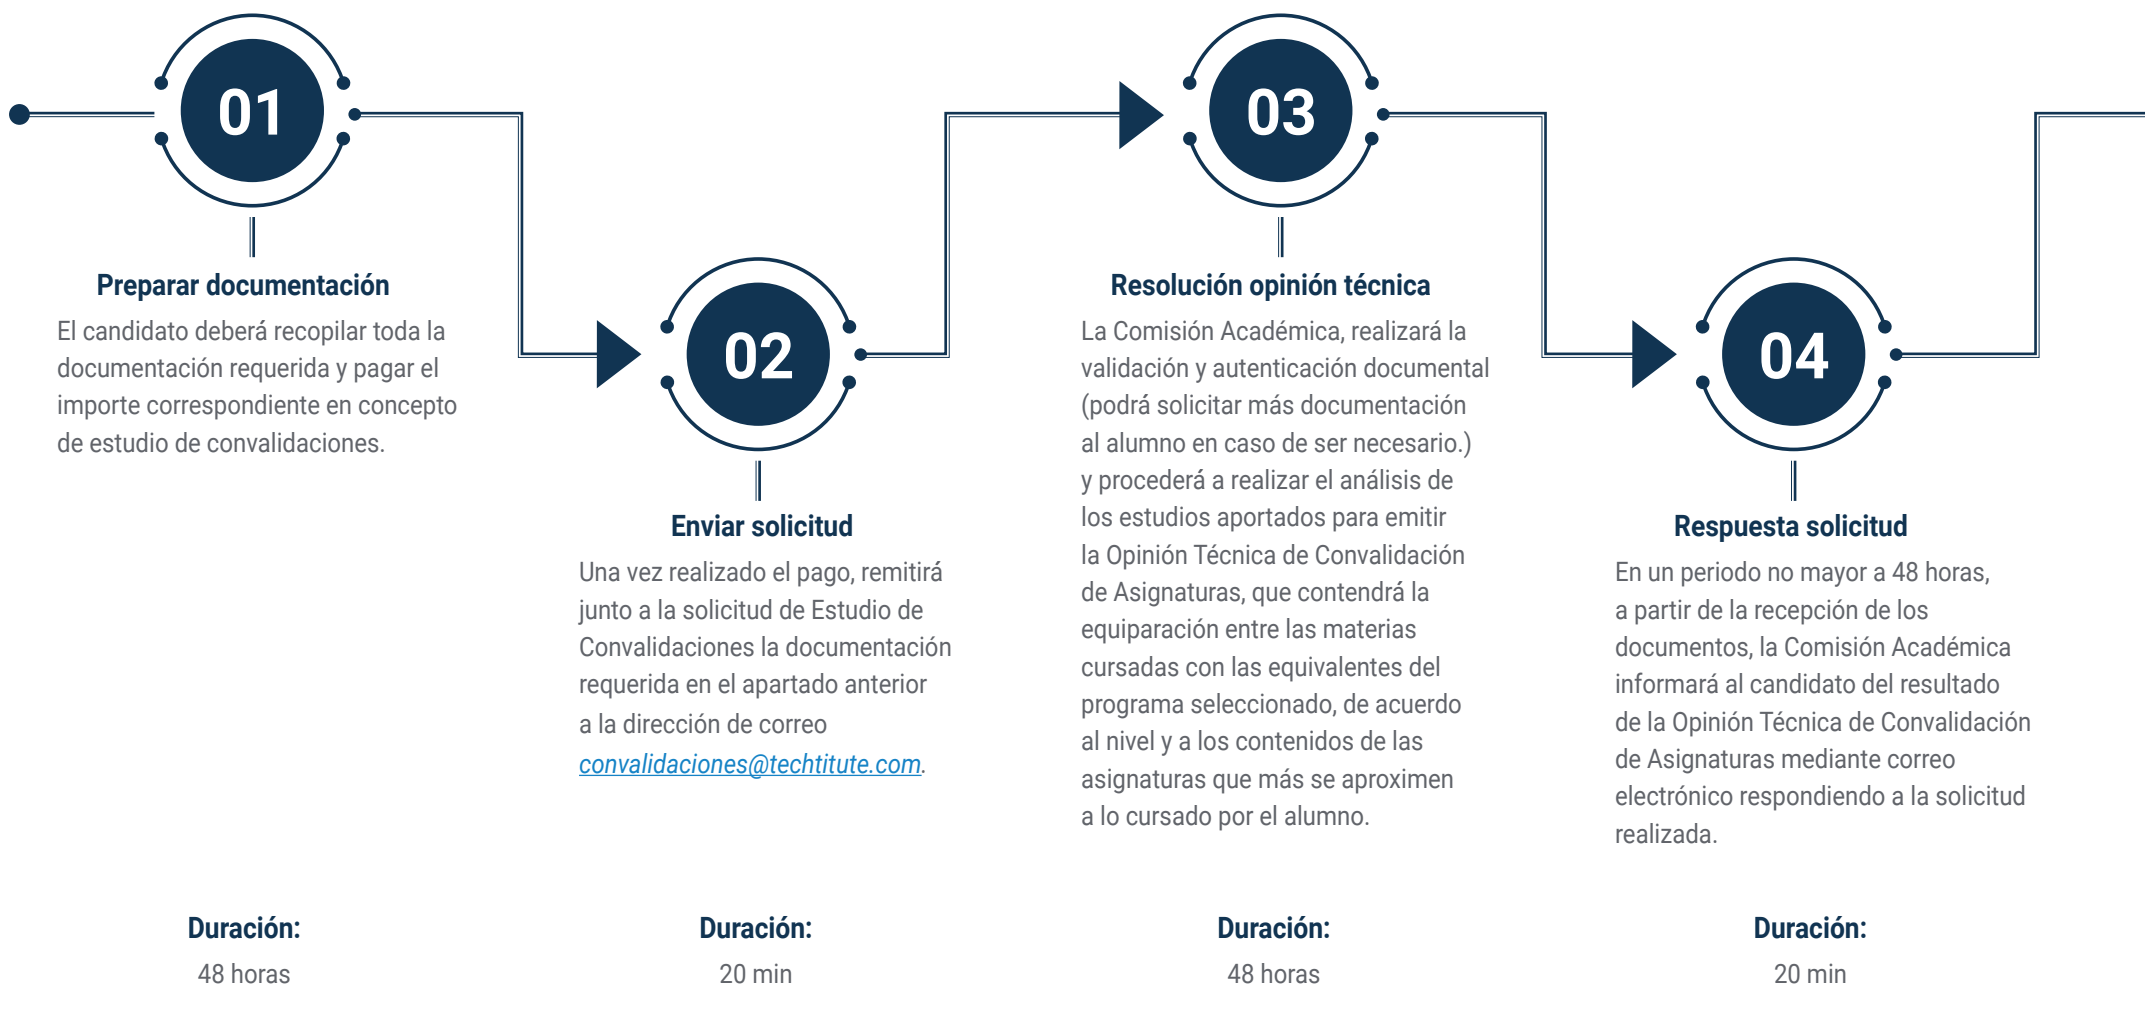 01
Preparar documentación
El candidato deberá recopilar toda la
documentación requerida y pagar el
importe correspondiente en concepto
de estudio de convalidaciones.
Duración:
48 horas
02
Enviar solicitud
Una vez realizado el pago, remitirá
junto a la solicitud de Estudio de
Convalidaciones la documentación
requerida en el apartado anterior
a la dirección de correo
convalidaciones@techtitute.com.
Duración:
20 min
03
Resolución opinión técnica
La Comisión Académica, realizará la
validación y autenticación documental
(podrá solicitar más documentación
al alumno en caso de ser necesario.)
y procederá a realizar el análisis de
los estudios aportados para emitir
la Opinión Técnica de Convalidación
de Asignaturas, que contendrá la
equiparación entre las materias
cursadas con las equivalentes del
programa seleccionado, de acuerdo
al nivel y a los contenidos de las
asignaturas que más se aproximen
a lo cursado por el alumno.
Duración:
48 horas
04
Respuesta solicitud
En un periodo no mayor a 48 horas,
a partir de la recepción de los
documentos, la Comisión Académica
informará al candidato del resultado
de la Opinión Técnica de Convalidación
de Asignaturas mediante correo
electrónico respondiendo a la solicitud
realizada.
Duración:
20 min